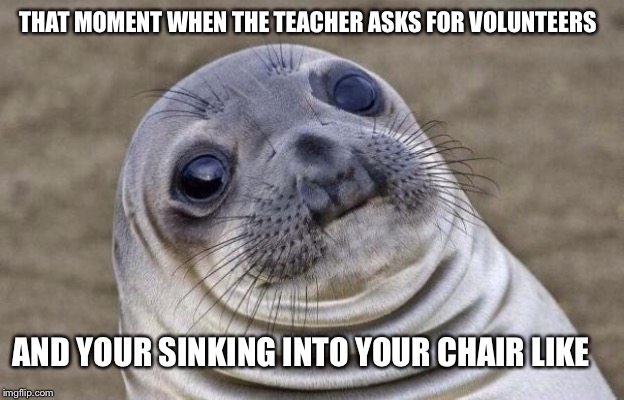 THAT MOMENT WHEN THE TEACHER ASKS FOR VOLUNTEERS
AND YOUR SINKING INTO YOUR CHAIR LIKE
imgflip.com